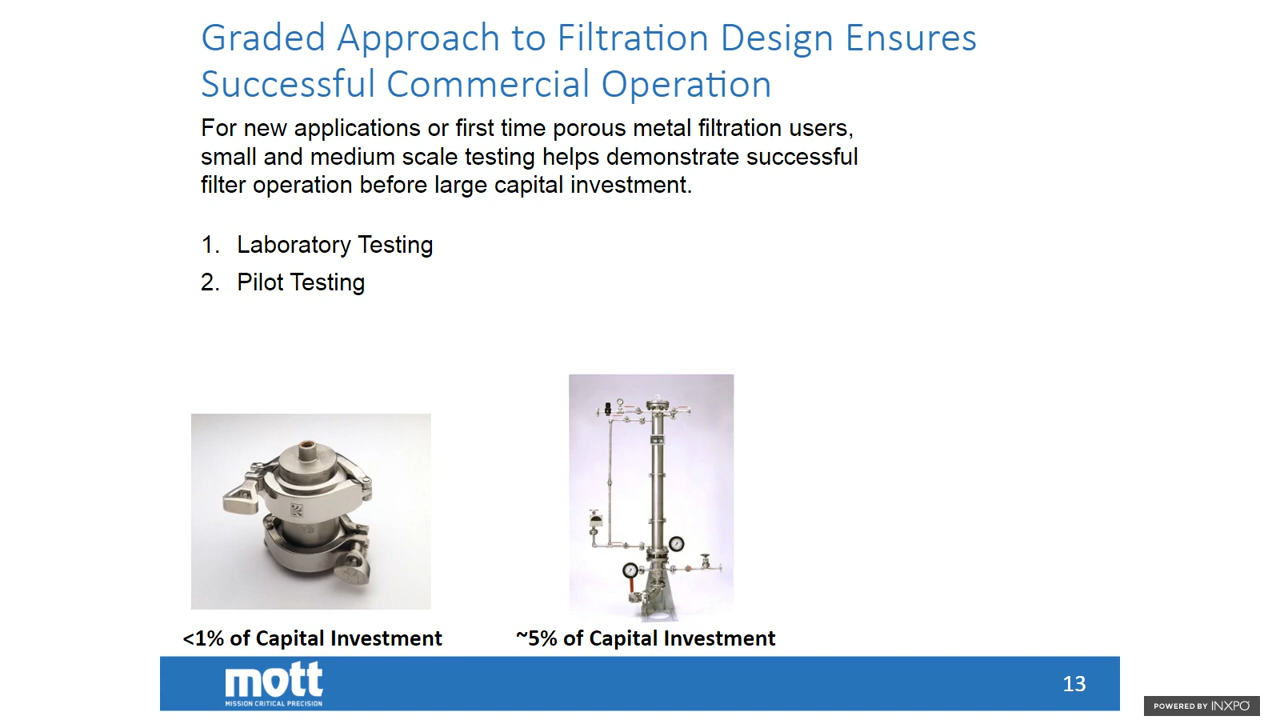 Graded Approach to Filtration Design Ensures
Successful Commercial Operation
For new applications or first time porous metal filtration users,
small and medium scale testing helps demonstrate successful
filter operation before large capital investment.
1. Laboratory Testing
2. Pilot Testing
<1% of Capital Investment
~5% of Capital Investment
mott
MISSION CRITICAL PRECISION
13
POWERED BY INXPO